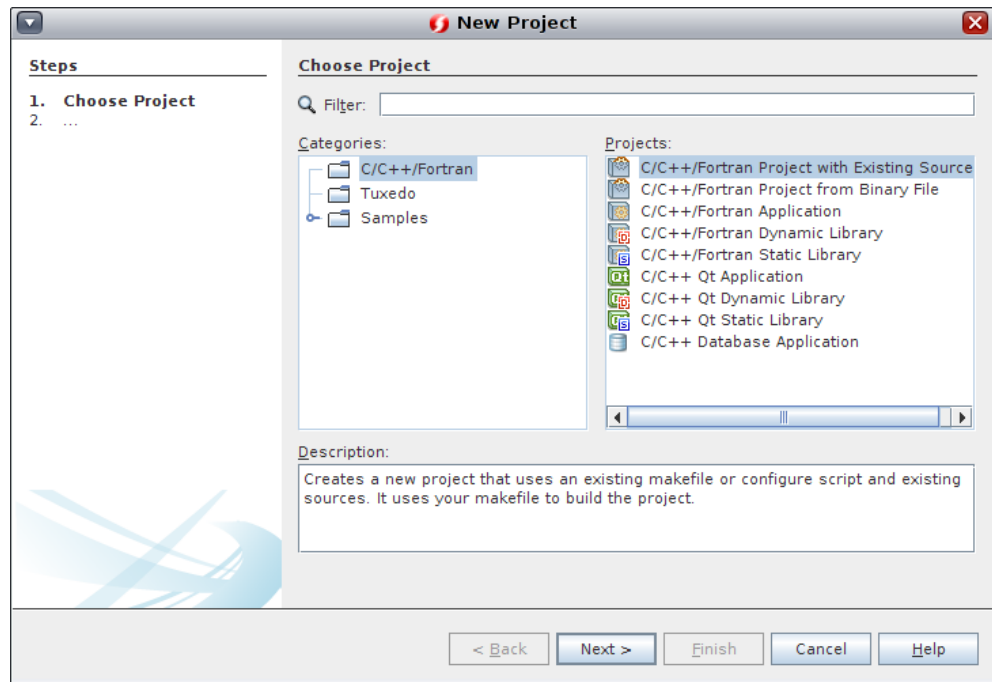 New Project
Steps
1. Choose Project
2. ...
Choose Project
Filter:
Categories:
C/C++/Fortran
Tuxedo
Samples
Projects:
C/C++/Fortran Project with Existing Source
C/C++/Fortran Project from Binary File
C/C++/Fortran Application
C/C++/Fortran Dynamic Library
C/C++/Fortran Static Library
C/C++ Qt Application
C/C++ Qt Dynamic Library
C/C++ Qt Static Library
C/C++ Database Application
Description:
Creates a new project that uses an existing makefile or configure script and existing
sources. It uses your makefile to build the project.
< Back
Next >
Finish
Cancel
Help